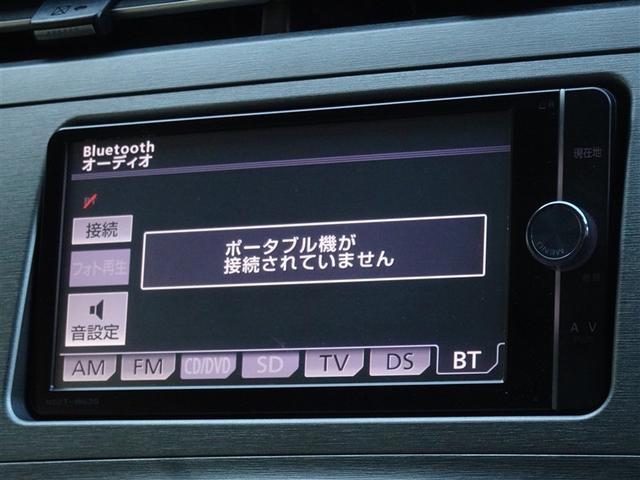 Bluetooth
オーディオ
接続
ポータブル機が
接続されていません
フォト再生
音設定
AM FM CD/DVD SD TV DS BT
現在地
MENU
AV